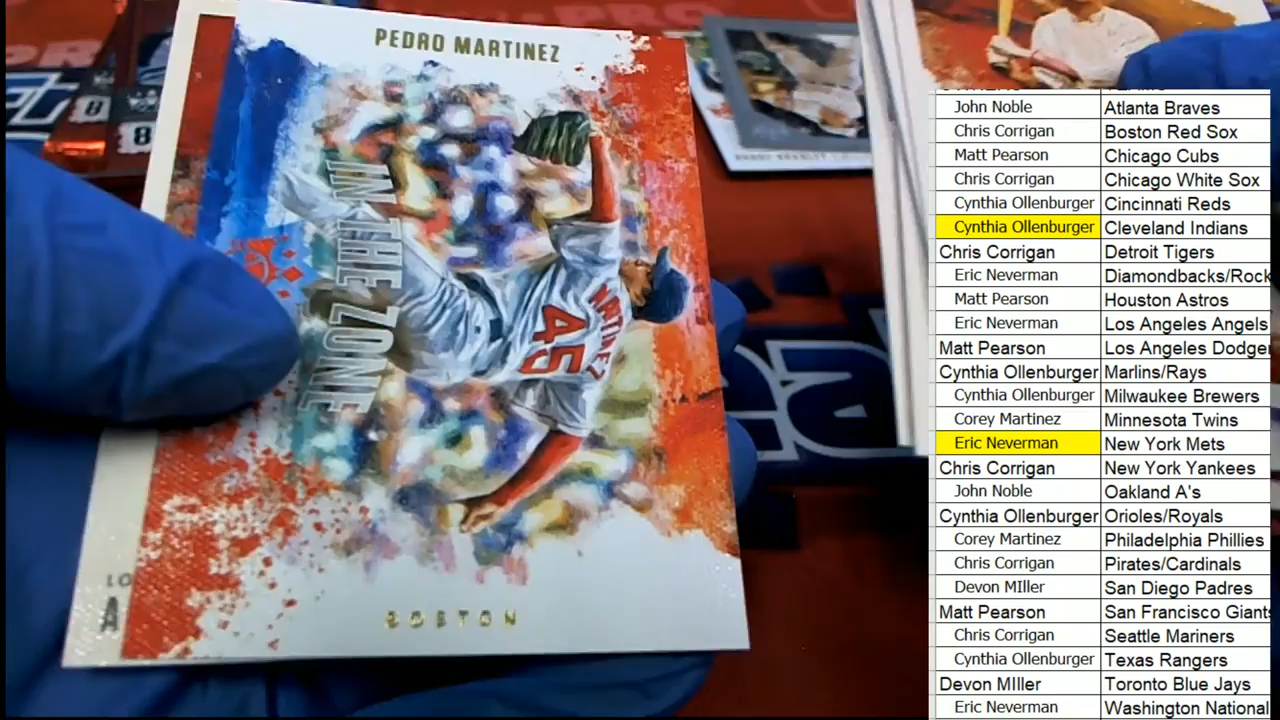 PEDRO MARTINEZ
IN THE ZONE
MARTINEZ
45
BOSTON
LO
A
8
8
John Noble Atlanta Braves
Chris Corrigan Boston Red Sox
Matt Pearson Chicago Cubs
Chris Corrigan Chicago White Sox
Cynthia Ollenburger Cincinnati Reds
Cynthia Ollenburger Cleveland Indians
Chris Corrigan Detroit Tigers
Eric Neverman Diamondbacks/Rock
Matt Pearson Houston Astros
Eric Neverman Los Angeles Angels
Matt Pearson Los Angeles Dodge
Cynthia Ollenburger Marlins/Rays
Cynthia Ollenburger Milwaukee Brewers
Corey Martinez Minnesota Twins
Eric Neverman New York Mets
Chris Corrigan New York Yankees
John Noble Oakland A's
Cynthia Ollenburger Orioles/Royals
Corey Martinez Philadelphia Phillies
Chris Corrigan Pirates/Cardinals
Devon MIller San Diego Padres
Matt Pearson San Francisco Giants
Chris Corrigan Seattle Mariners
Cynthia Ollenburger Texas Rangers
Devon MIller Toronto Blue Jays
Eric Neverman Washington National